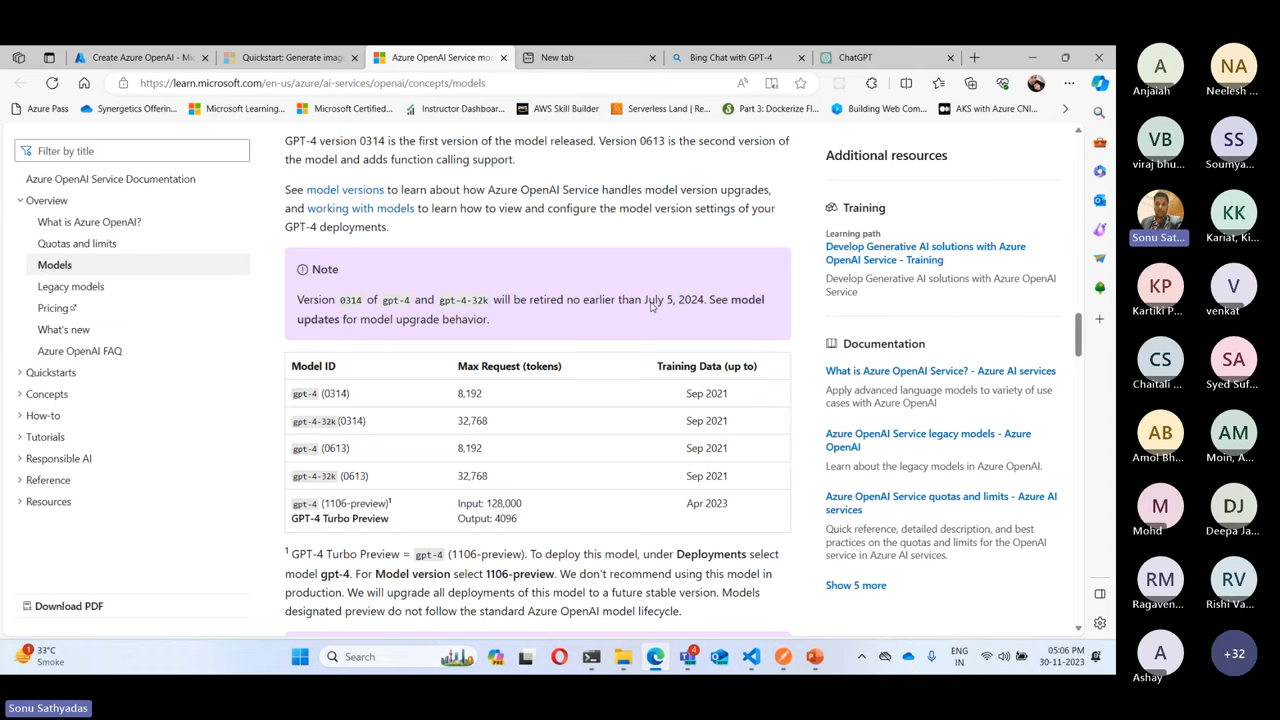 Create Azure OpenAI - Mi
Quickstart: Generate imag
Azure OpenAI Service mo
New tab
Bing Chat with GPT-4
ChatGPT
https://learn.microsoft.com/en-us/azure/ai-services/openai/concepts/models
Azure Pass
Synergetics Offering...
Microsoft Learning...
Microsoft Certified...
Instructor Dashboar...
AWS Skill Builder
Serverless Land | Re...
Part 3: Dockerize Fl...
Building Web Com...
AKS with Azure CNI...
Filter by title
Azure OpenAI Service Documentation
Overview
What is Azure OpenAI?
Quotas and limits
Models
Legacy models
Pricing
What's new
Azure OpenAI FAQ
Quickstarts
Concepts
How-to
Tutorials
Responsible AI
Reference
Resources
Download PDF
GPT-4 version 0314 is the first version of the model released. Version 0613 is the second version
of the model and adds function calling support.
See model versions to learn about how Azure OpenAI Service handles model version upgrades,
and working with models to learn how to view and configure the model version settings of your
GPT-4 deployments.
Note
Version 0314 of gpt-4 and gpt-4-32k will be retired no earlier than July 5, 2024. See model
updates for model upgrade behavior.
Model ID Max Request (tokens) Training Data (up to)
gpt-4 (0314) 8,192 Sep 2021
gpt-4-32k(0314) 32,768 Sep 2021
gpt-4 (0613) 8,192 Sep 2021
gpt-4-32k (0613) 32,768 Sep 2021
gpt-4 (1106-preview)1 Input: 128,000 Apr 2023
GPT-4 Turbo Preview Output: 4096
1 GPT-4 Turbo Preview = gpt-4 (1106-preview). To deploy this model, under Deployments select
model gpt-4. For Model version select 1106-preview. We don't recommend using this model in
production. We will upgrade all deployments of this model to a future stable version. Models
designated preview do not follow the standard Azure OpenAI model lifecycle.
Additional resources
Training
Learning path
Develop Generative AI solutions with Azure
OpenAI Service - Training
Develop Generative AI solutions with Azure OpenAI
Service
Documentation
What is Azure OpenAI Service? - Azure AI services
Apply advanced language models to variety of use
cases with Azure OpenAI
Azure OpenAI Service legacy models - Azure
OpenAI
Learn about the legacy models in Azure OpenAI.
Azure OpenAI Service quotas and limits - Azure AI
services
Quick reference, detailed description, and best
practices on the quotas and limits for the OpenAI
service in Azure AI services.
Show 5 more
1
33°C
Smoke
Search
PRE
4
ENG
IN
05:06 PM
30-11-2023
Sonu Sathyadas
A
Anjaiah
NA
Neelesh ...
VB
viraj bhu...
SS
Soumya...
Sonu Sat...
KK
Kariat, Ki...
KP
Kartiki P...
V
venkat
CS
Chaitali ...
SA
Syed Suf...
AB
Amol Bh...
AM
Moin, A...
M
Mohd
DJ
Deepa Ja...
RM
Ragaven...
RV
Rishi Va...
A
Ashay
+32